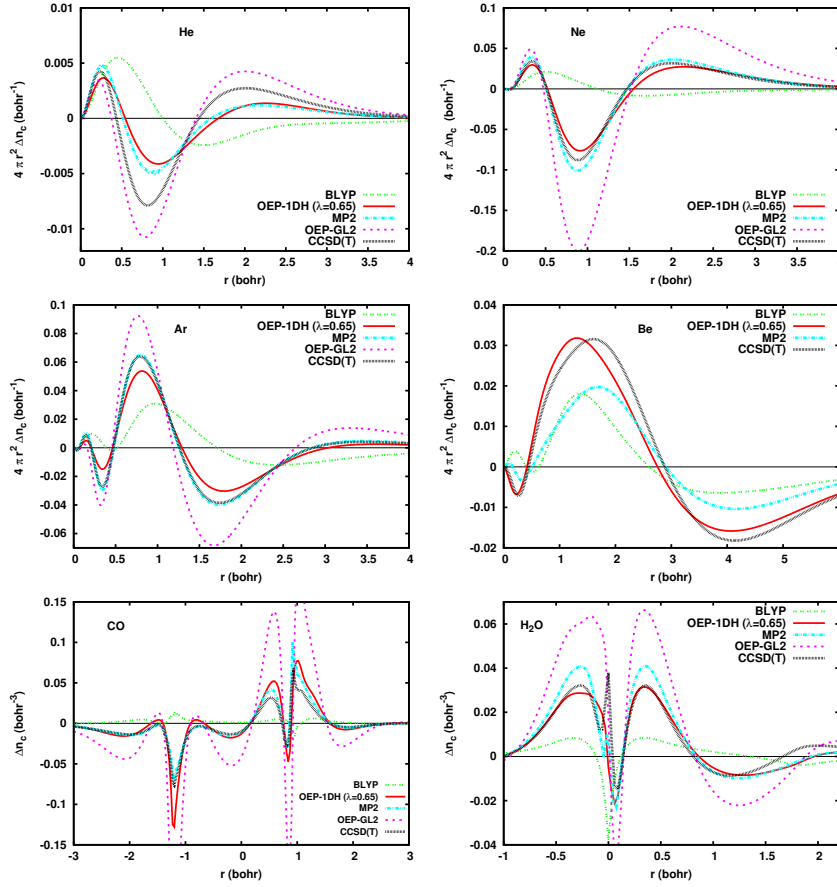 He
4 π r² Δn_c (bohr⁻¹)
0.01
0.005
0
-0.005
-0.01
BLYP
OEP-1DH (λ=0.65)
MP2
OEP-GL2
CCSD(T)
0 0.5 1 1.5 2 2.5 3 3.5 4
r (bohr)
Ne
4 π r² Δn_c (bohr⁻¹)
0.1
0.05
0
-0.05
-0.1
-0.15
-0.2
BLYP
OEP-1DH (λ=0.65)
MP2
OEP-GL2
CCSD(T)
0 0.5 1 1.5 2 2.5 3 3.5
r (bohr)
Ar
4 π r² Δn_c (bohr⁻¹)
0.1
0.08
0.06
0.04
0.02
0
-0.02
-0.04
-0.06
BLYP
OEP-1DH (λ=0.65)
MP2
OEP-GL2
CCSD(T)
0 0.5 1 1.5 2 2.5 3 3.5 4
r (bohr)
Be
4 π r² Δn_c (bohr⁻¹)
0.04
0.03
0.02
0.01
0
-0.01
-0.02
BLYP
OEP-1DH (λ=0.65)
MP2
CCSD(T)
0 1 2 3 4 5
r (bohr)
CO
Δn_c (bohr⁻³)
0.15
0.1
0.05
0
-0.05
-0.1
-0.15
BLYP
OEP-1DH (λ=0.65)
MP2
OEP-GL2
CCSD(T)
-3 -2 -1 0 1 2 3
r (bohr)
H₂O
Δn_c (bohr⁻³)
0.06
0.04
0.02
0
-0.02
-0.04
BLYP
OEP-1DH (λ=0.65)
MP2
OEP-GL2
CCSD(T)
-1 -0.5 0 0.5 1 1.5 2
r (bohr)